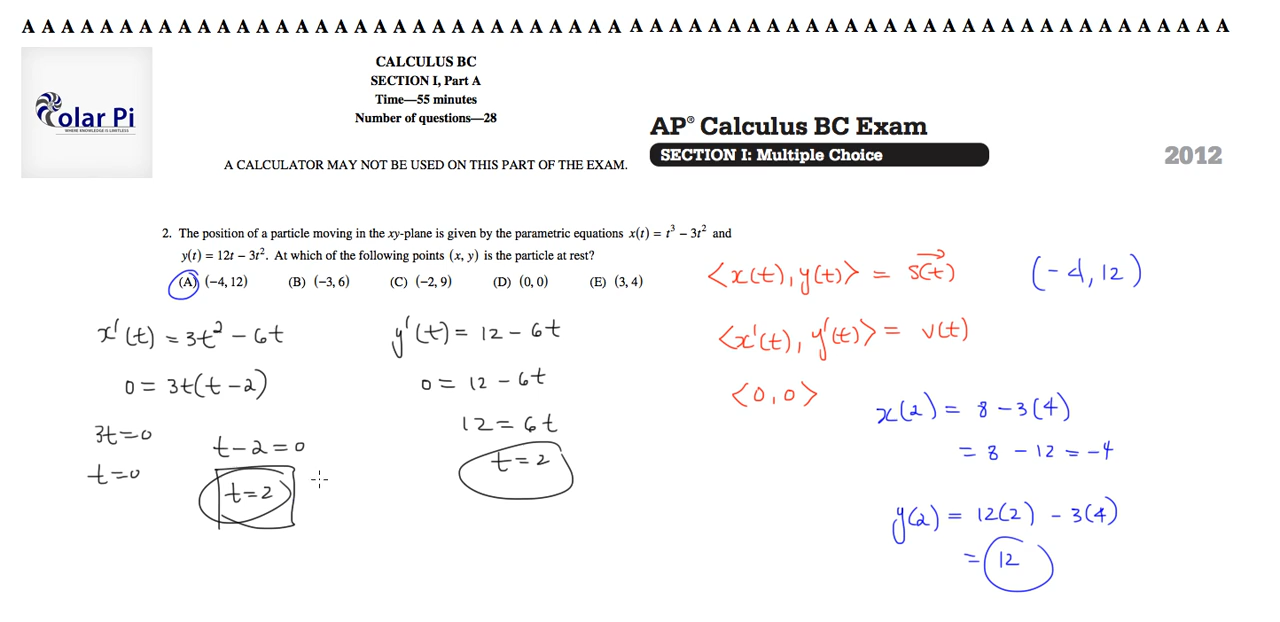 A A A A A A A A A A A A A A A A A A A A A A A A A A A A A A A A A A A A A A A A A A A A A A A A A A A A A A A A A A A A A A
olar Pi
WHERE KNOWLEDGE IS LIMITLESS
CALCULUS BC
SECTION I, Part A
Time—55 minutes
Number of questions—28
A CALCULATOR MAY NOT BE USED ON THIS PART OF THE EXAM.
AP® Calculus BC Exam
SECTION I: Multiple Choice
2012
2. The position of a particle moving in the xy-plane is given by the parametric equations x(t) = t³ − 3t² and
y(t) = 12t − 3t². At which of the following points (x, y) is the particle at rest?
(A) (−4, 12) (B) (−3, 6) (C) (−2, 9) (D) (0, 0) (E) (3, 4)
x'(t) = 3t² − 6t
0 = 3t(t − 2)
3t = 0
t = 0
t − 2 = 0
t = 2
y'(t) = 12 − 6t
0 = 12 − 6t
12 = 6t
t = 2
<x(t), y(t)> = s(t)
<x'(t), y'(t)> = v(t)
<0, 0>
(−4, 12)
x(2) = 8 − 3(4)
= 8 − 12 = −4
y(2) = 12(2) − 3(4)
= 12